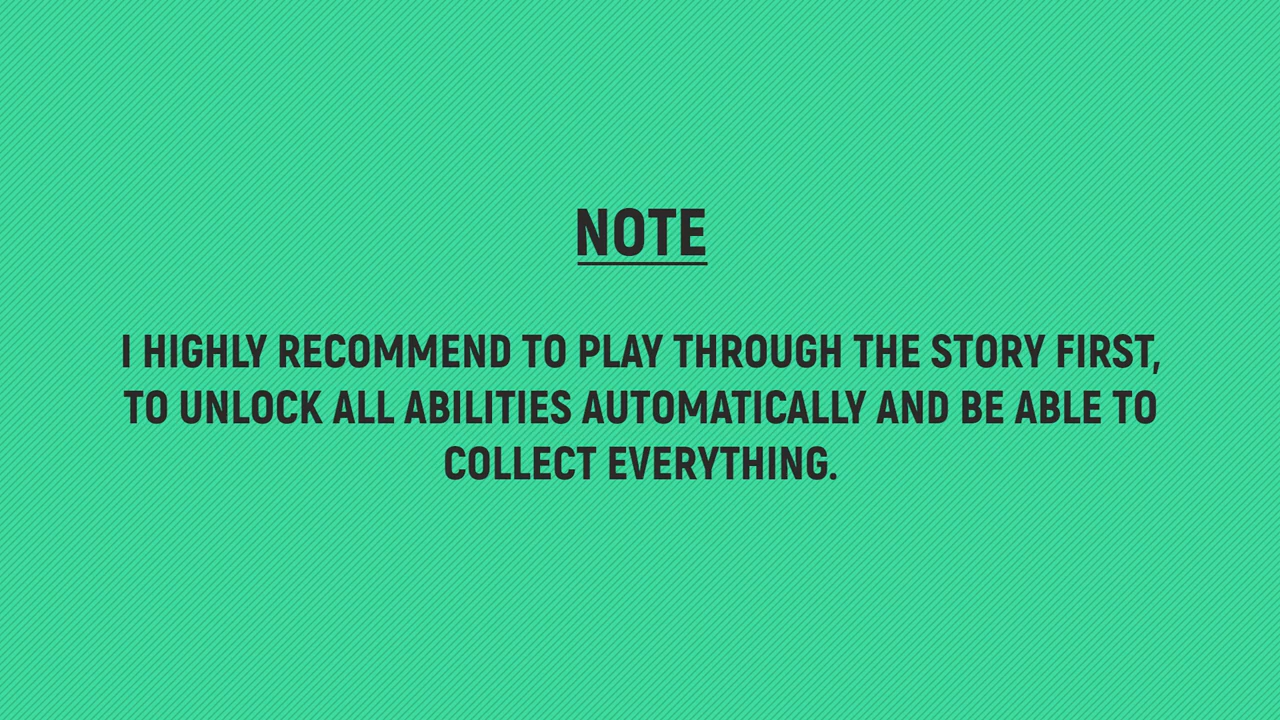 NOTE
I HIGHLY RECOMMEND TO PLAY THROUGH THE STORY FIRST,
TO UNLOCK ALL ABILITIES AUTOMATICALLY AND BE ABLE TO
COLLECT EVERYTHING.